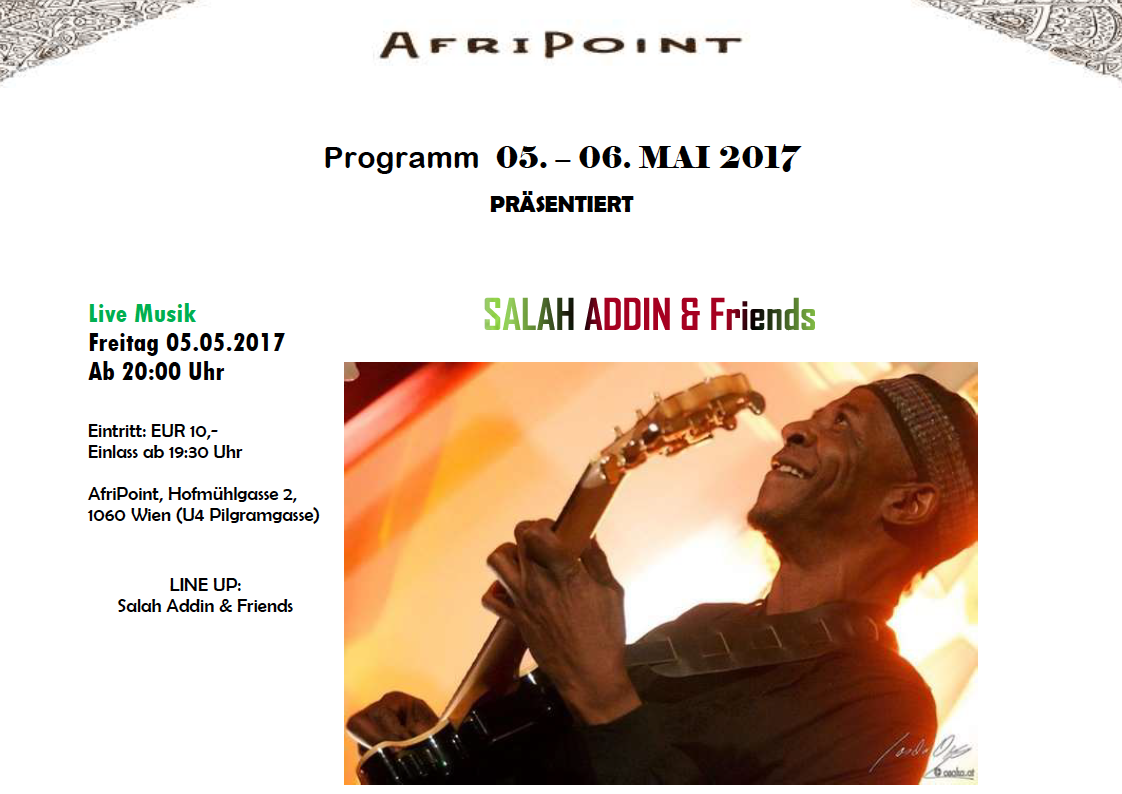 AFRIPOINT
Programm 05. – 06. MAI 2017
PRÄSENTIERT
SALAH ADDIN & Friends
Live Musik
Freitag 05.05.2017
Ab 20:00 Uhr
Eintritt: EUR 10,-
Einlass ab 19:30 Uhr
AfriPoint, Hofmühlgasse 2,
1060 Wien (U4 Pilgramgasse)
LINE UP:
Salah Addin & Friends